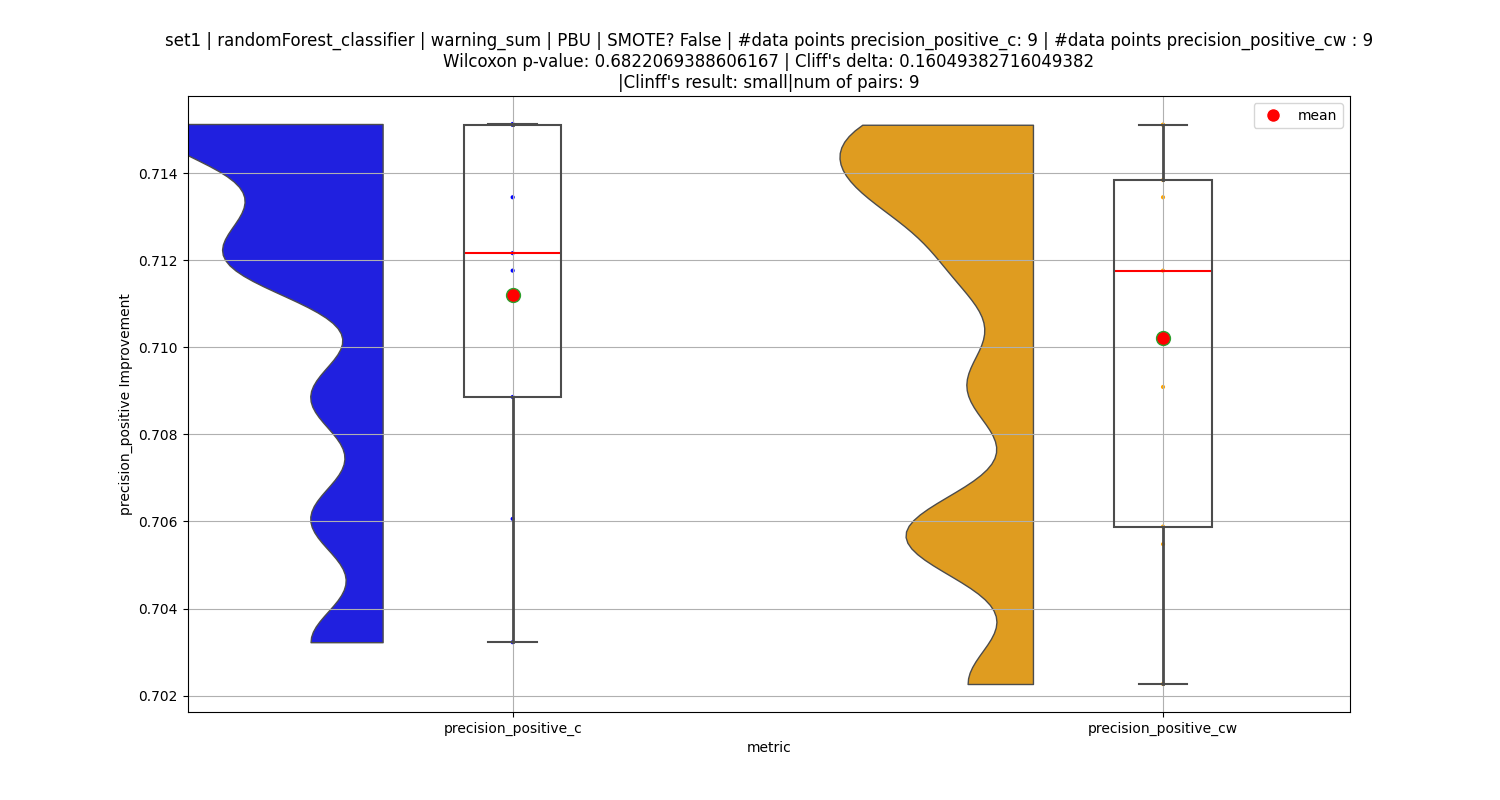 set1 | randomForest_classifier | warning_sum | PBU | SMOTE? False | #data points precision_positive_c: 9 | #data points precision_positive_cw : 9
Wilcoxon p-value: 0.6822069388606167 | Cliff's delta: 0.16049382716049382
|Clinff's result: small|num of pairs: 9
mean
0.714
0.712
0.710
0.708
0.706
0.704
0.702
precision_positive Improvement
precision_positive_c
precision_positive_cw
metric